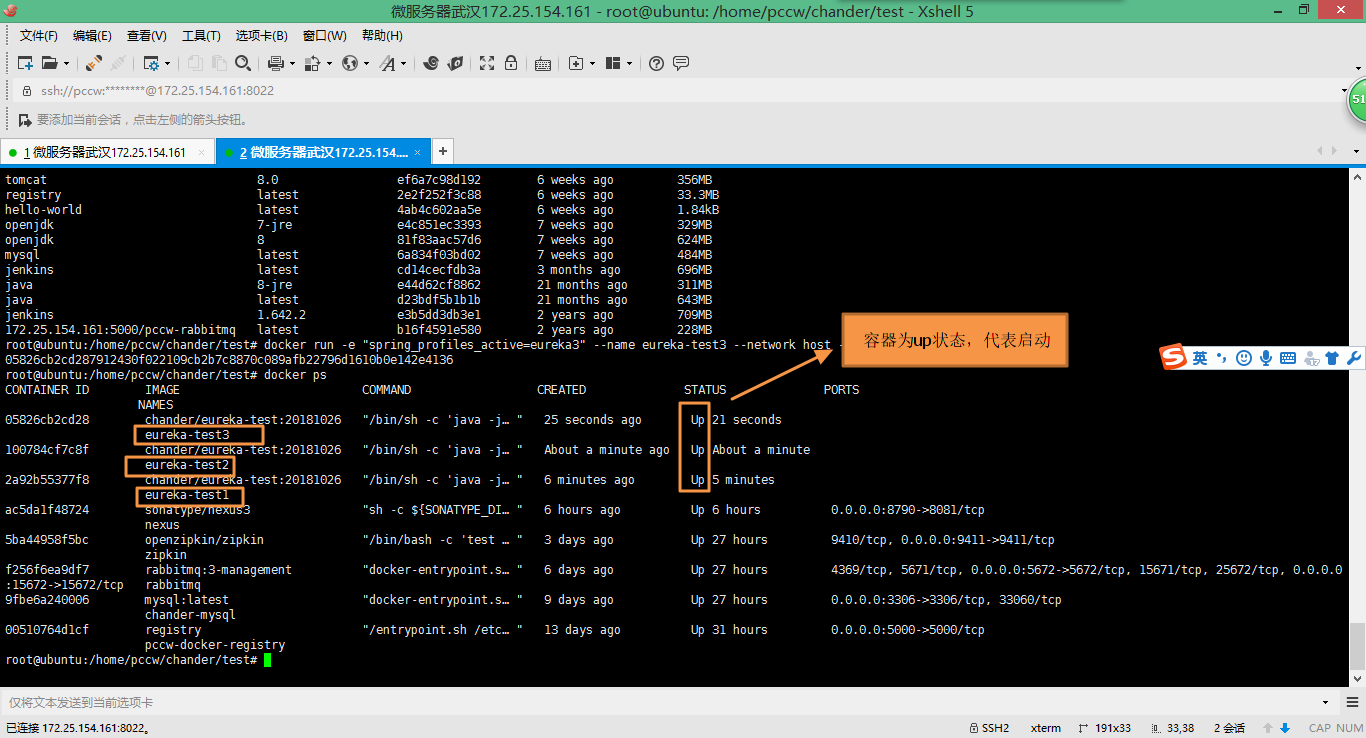 微服务器武汉172.25.154.161 - root@ubuntu: /home/pccw/chander/test - Xshell 5
文件(F) 编辑(E) 查看(V) 工具(T) 选项卡(B) 窗口(W) 帮助(H)
ssh://pccw:********@172.25.154.161:8022
51
要添加当前会话，点击左侧的箭头按钮。
1 微服务器武汉172.25.154.161 × 2 微服务器武汉172.25.154.... × +
tomcat 8.0 ef6a7c98d192 6 weeks ago 356MB
registry latest 2e2f252f3c88 6 weeks ago 33.3MB
hello-world latest 4ab4c602aa5e 6 weeks ago 1.84kB
openjdk 7-jre e4c851ec3393 7 weeks ago 329MB
openjdk 8 81f83aac57d6 7 weeks ago 624MB
mysql latest 6a834f03bd02 7 weeks ago 484MB
jenkins latest cd14cecfdb3a 3 months ago 696MB
java 8-jre e44d62cf8862 21 months ago 311MB
java latest d23bdf5b1b1b 21 months ago 643MB
jenkins 1.642.2 e3b5dd3db3e1 2 years ago 709MB
172.25.154.161:5000/pccw-rabbitmq latest b16f4591e580 2 years ago 228MB
root@ubuntu:/home/pccw/chander/test# docker run -e "spring_profiles_active=eureka3" --name eureka-test3 --network host -
容器为up状态，代表启动
05826cb2cd287912430f022109cb2b7c8870c089afb22796d1610b0e142e4136
root@ubuntu:/home/pccw/chander/test# docker ps
CONTAINER ID IMAGE COMMAND CREATED STATUS PORTS
NAMES
05826cb2cd28 chander/eureka-test:20181026 "/bin/sh -c 'java -j… " 25 seconds ago Up 21 seconds
eureka-test3
100784cf7c8f chander/eureka-test:20181026 "/bin/sh -c 'java -j… " About a minute ago Up About a minute
eureka-test2
2a92b55377f8 chander/eureka-test:20181026 "/bin/sh -c 'java -j… " 6 minutes ago Up 5 minutes
eureka-test1
ac5da1f48724 sonatype/nexus3 "sh -c ${SONATYPE_DI… " 6 hours ago Up 6 hours 0.0.0.0:8790->8081/tcp
nexus
5ba44958f5bc openzipkin/zipkin "/bin/bash -c 'test … " 3 days ago Up 27 hours 9410/tcp, 0.0.0.0:9411->9411/tcp
zipkin
f256f6ea9df7 rabbitmq:3-management "docker-entrypoint.s… " 6 days ago Up 27 hours 4369/tcp, 5671/tcp, 0.0.0.0:5672->5672/tcp, 15671/tcp, 25672/tcp, 0.0.0.0
:15672->15672/tcp rabbitmq
9fbe6a240006 mysql:latest "docker-entrypoint.s… " 9 days ago Up 27 hours 0.0.0.0:3306->3306/tcp, 33060/tcp
chander-mysql
00510764d1cf registry "/entrypoint.sh /etc… " 13 days ago Up 31 hours 0.0.0.0:5000->5000/tcp
pccw-docker-registry
root@ubuntu:/home/pccw/chander/test#
英
仅将文本发送到当前选项卡
已连接 172.25.154.161:8022。 SSH2 xterm 191x33 33,38 2 会话 CAP NUM